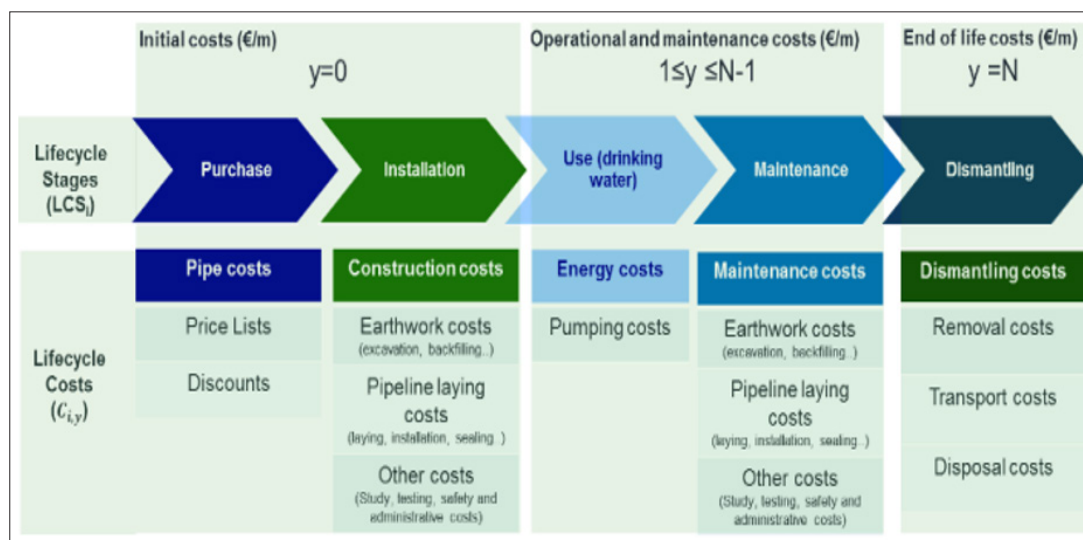 Initial costs (€/m)
y=0
Operational and maintenance costs (€/m)
1≤y ≤N-1
End of life costs (€/m)
y =N
Lifecycle
Stages
(LCSᵢ)
Purchase
Installation
Use (drinking
water)
Maintenance
Dismantling
Lifecycle
Costs
(Cᵢ,ᵧ)
Pipe costs
Price Lists
Discounts
Construction costs
Earthwork costs
(excavation, backfilling..)
Pipeline laying
costs
(laying, installation, sealing..)
Other costs
(Study, testing, safety and
administrative costs)
Energy costs
Pumping costs
Maintenance costs
Earthwork costs
(excavation, backfilling..)
Pipeline laying
costs
(laying, installation, sealing..)
Other costs
(Study, testing, safety and
administrative costs)
Dismantling costs
Removal costs
Transport costs
Disposal costs